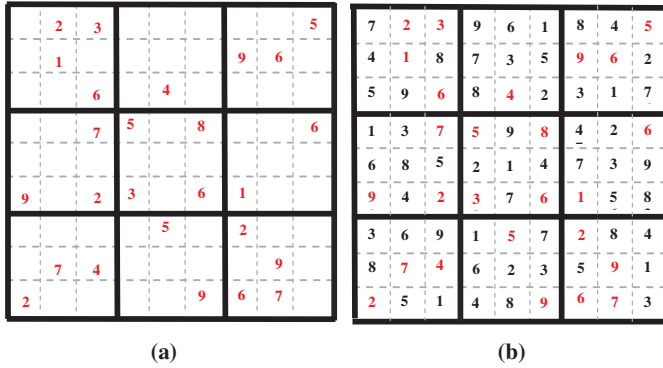 2 3 5
1 9 6
6 4
7 5 8 6
9 2 3 6 1
5 2
7 4 9
2 9 6 7
(a)
7 2 3 9 6 1 8 4 5
4 1 8 7 3 5 9 6 2
5 9 6 8 4 2 3 1 7
1 3 7 5 9 8 4 2 6
6 8 5 2 1 4 7 3 9
9 4 2 3 7 6 1 5 8
3 6 9 1 5 7 2 8 4
8 7 4 6 2 3 5 9 1
2 5 1 4 8 9 6 7 3
(b)